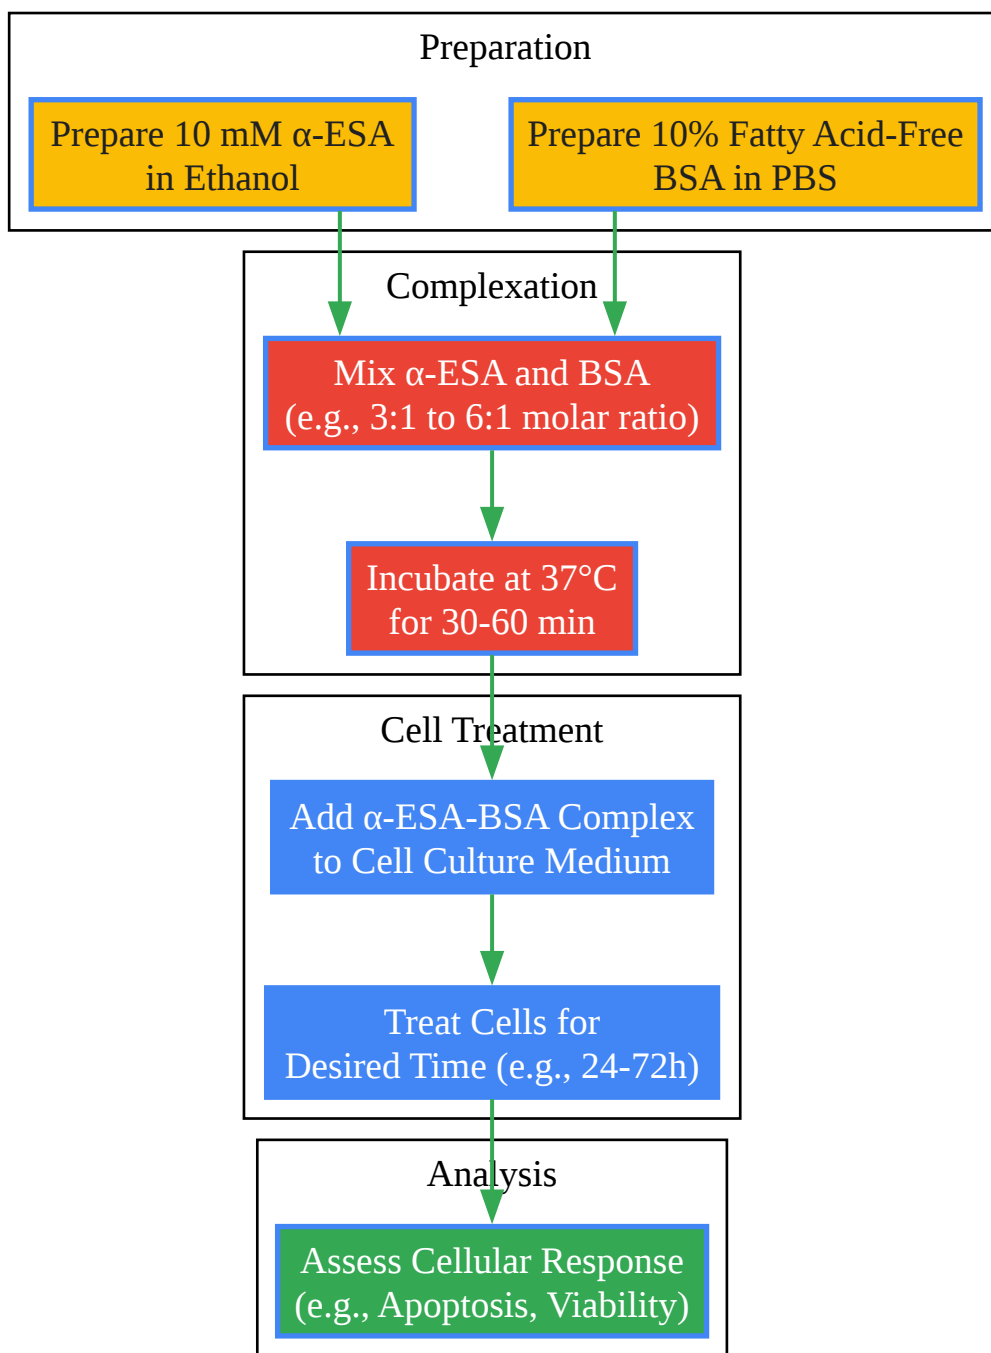 Preparation
Prepare 10 mM α-ESA
in Ethanol
Prepare 10% Fatty Acid-Free
BSA in PBS
Complexation
Mix α-ESA and BSA
(e.g., 3:1 to 6:1 molar ratio)
Incubate at 37°C
for 30-60 min
Cell Treatment
Add α-ESA-BSA Complex
to Cell Culture Medium
Treat Cells for
Desired Time (e.g., 24-72h)
Analysis
Assess Cellular Response
(e.g., Apoptosis, Viability)